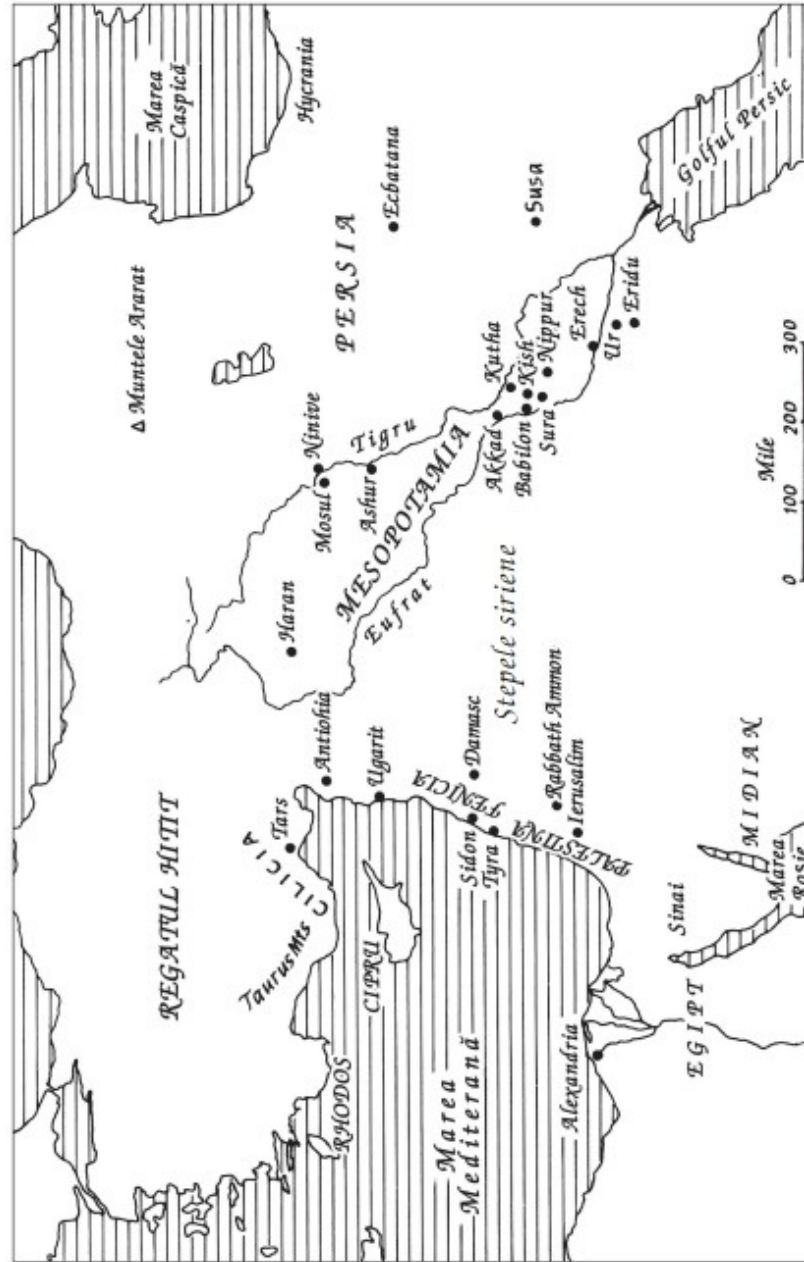 REGATUL HITIT
Muntele Ararat
Marea
Caspică
Hycrania
Taurus Mts
CILICIA
Tars
RHODOS
CIPRU
Antiohia
Ugarit
Haran
Ninive
Mosul
Ashur
Tigru
MESOPOTAMIA
Eufrat
PERSIA
Ecbatana
Susa
Marea
Mediterană
FENICIA
PALESTINA
Sidon
Tyra
Damasc
Stepele siriene
Rabbath Ammon
Ierusalim
Akkad
Kutha
Babilon
Kish
Sura
Nippur
Erech
Ur
Eridu
Golful Persic
Alexandria
EGIPT
Sinai
MIDIAN
Marea
Roșie
0 100 200 300
Mile